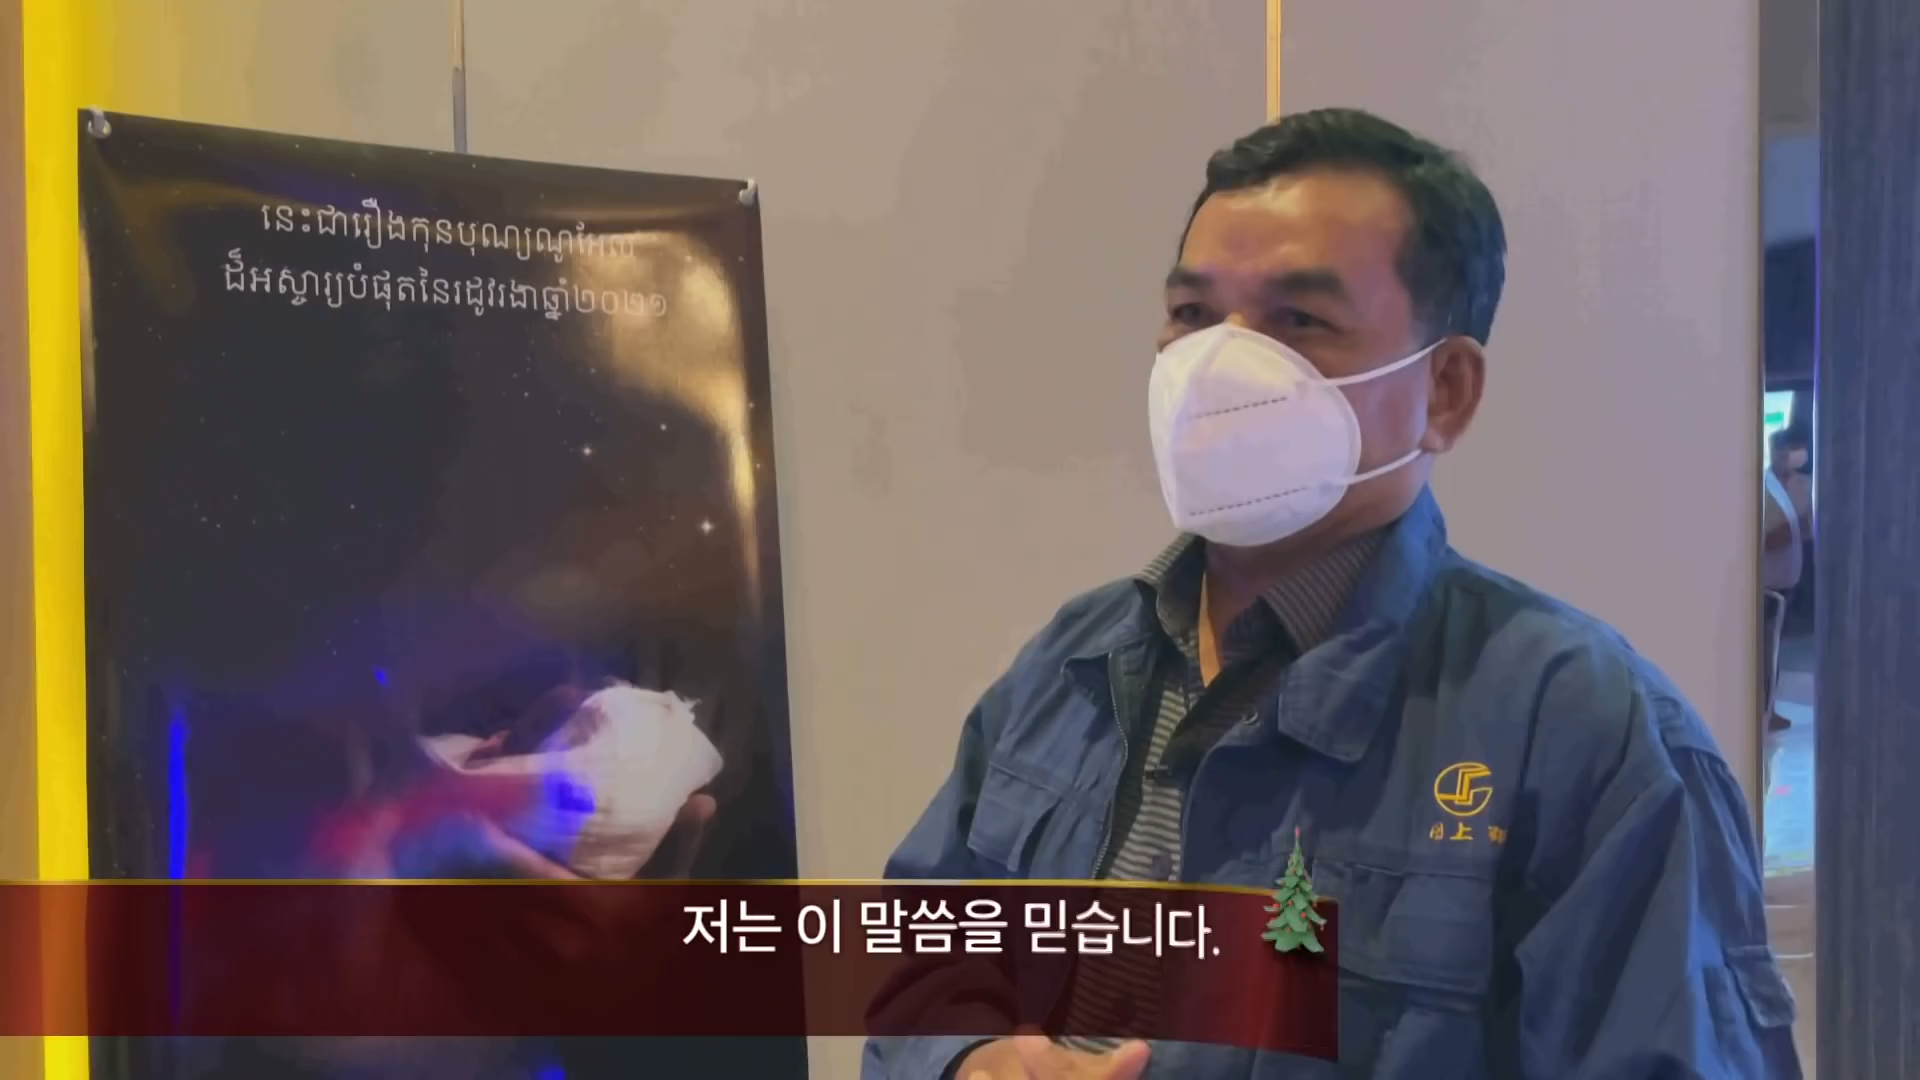 នេះជារឿងកុនបុណ្យណូអែល
ដ៏អស្ចារ្យបំផុតនៃរដូវរងាឆ្នាំ២០២១
上
저는 이 말씀을 믿습니다.